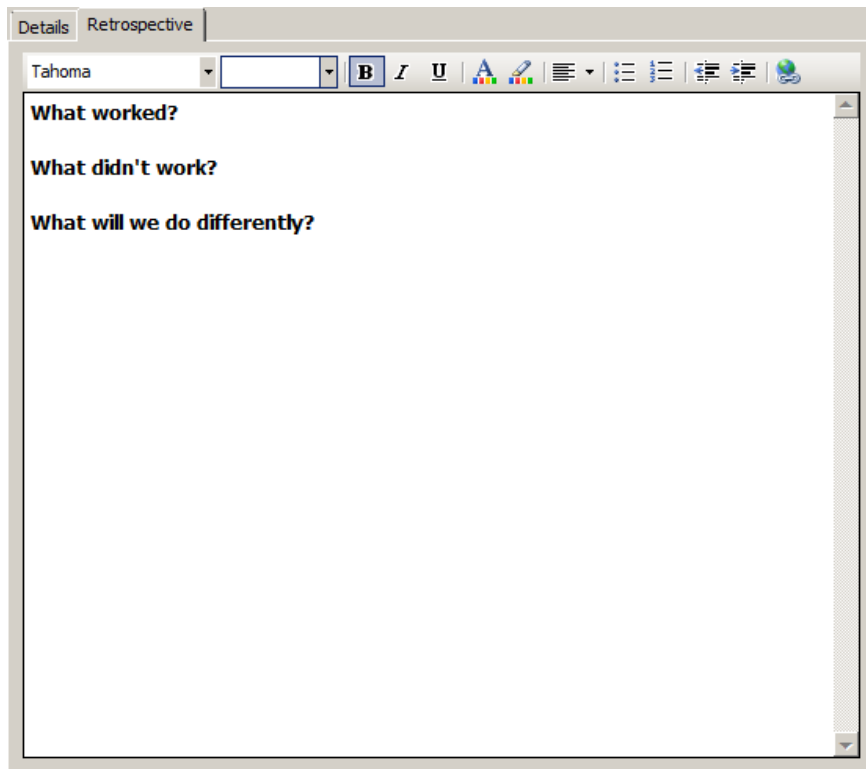 Details Retrospective
Tahoma B I U A
What worked?
What didn't work?
What will we do differently?